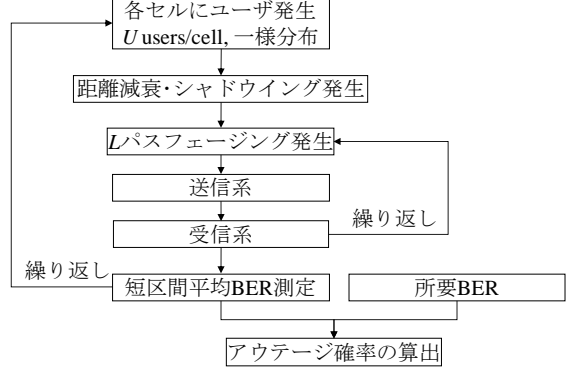 各セルにユーザ発生
U users/cell, 一様分布
距離減衰・シャドウイング発生
Lパスフェージング発生
送信系
受信系
繰り返し
繰り返し
短区間平均BER測定
所要BER
アウテージ確率の算出